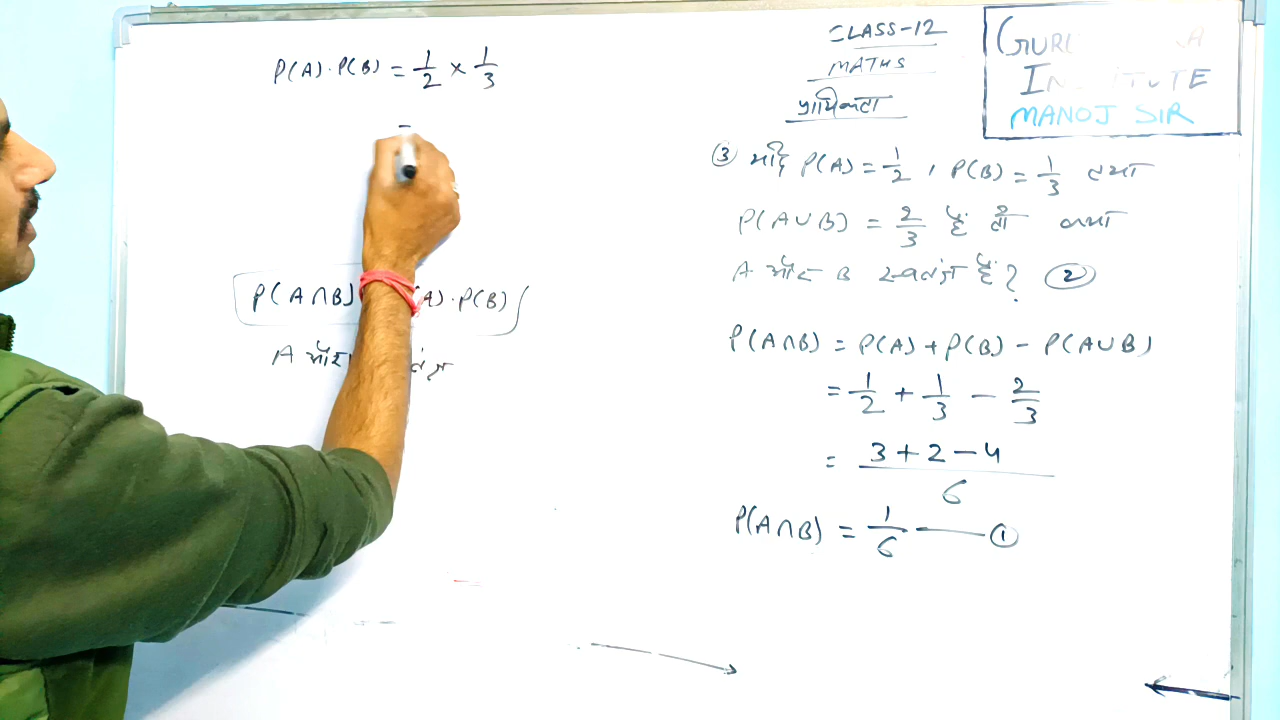 P(A)·P(B) = 1/2 × 1/3
=
P(A∩B) (A)·P(B)
A और
CLASS-12
MATHS
प्रायिकता
MANOJ SIR
③ यदि P(A) = 1/2 , P(B) = 1/3 तथा
P(A∪B) = 2/3 है तो क्या
A और B स्वतंत्र हैं? ②
P(A∩B) = P(A) + P(B) − P(A∪B)
= 1/2 + 1/3 − 2/3
= 3+2−4/6
P(A∩B) = 1/6 —— ①